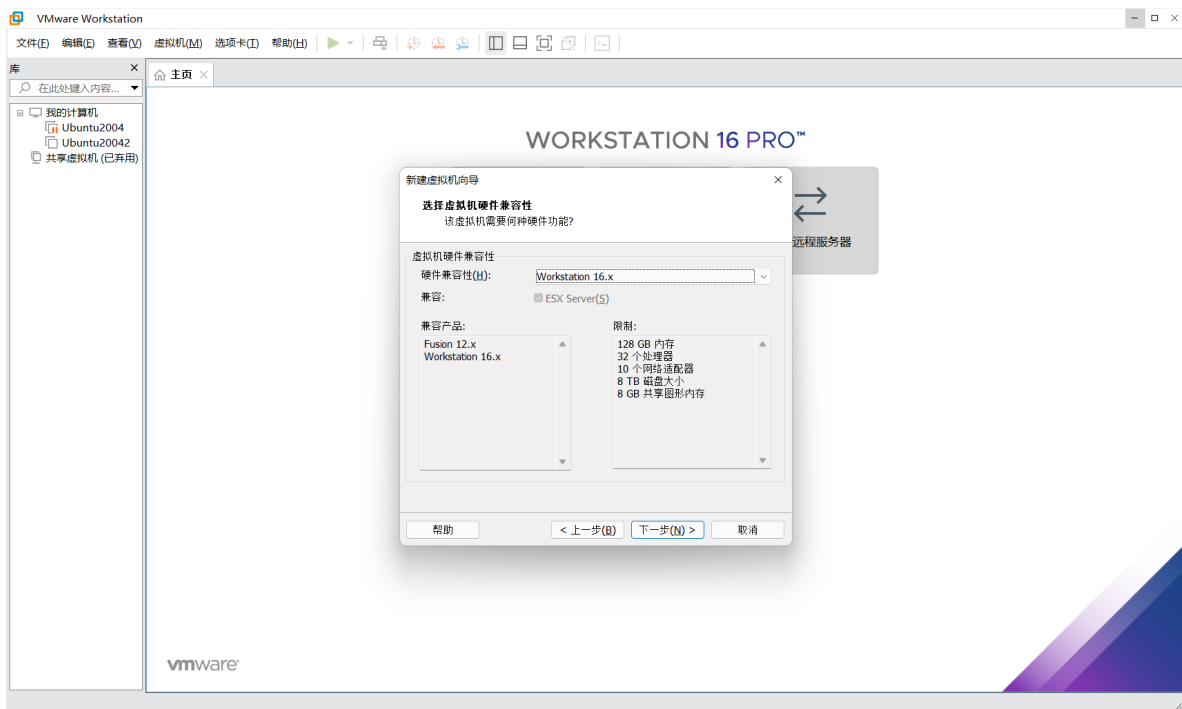 VMware Workstation
文件(F) 编辑(E) 查看(V) 虚拟机(M) 选项卡(T) 帮助(H)
库
主页
在此处键入内容...
我的计算机
Ubuntu2004
Ubuntu20042
共享虚拟机 (已弃用)
WORKSTATION 16 PRO™
远程服务器
新建虚拟机向导
选择虚拟机硬件兼容性
该虚拟机需要何种硬件功能?
虚拟机硬件兼容性
硬件兼容性(H): Workstation 16.x
兼容: ESX Server(S)
兼容产品:
Fusion 12.x
Workstation 16.x
限制:
128 GB 内存
32 个处理器
10 个网络适配器
8 TB 磁盘大小
8 GB 共享图形内存
帮助 < 上一步(B) 下一步(N) > 取消
vmware